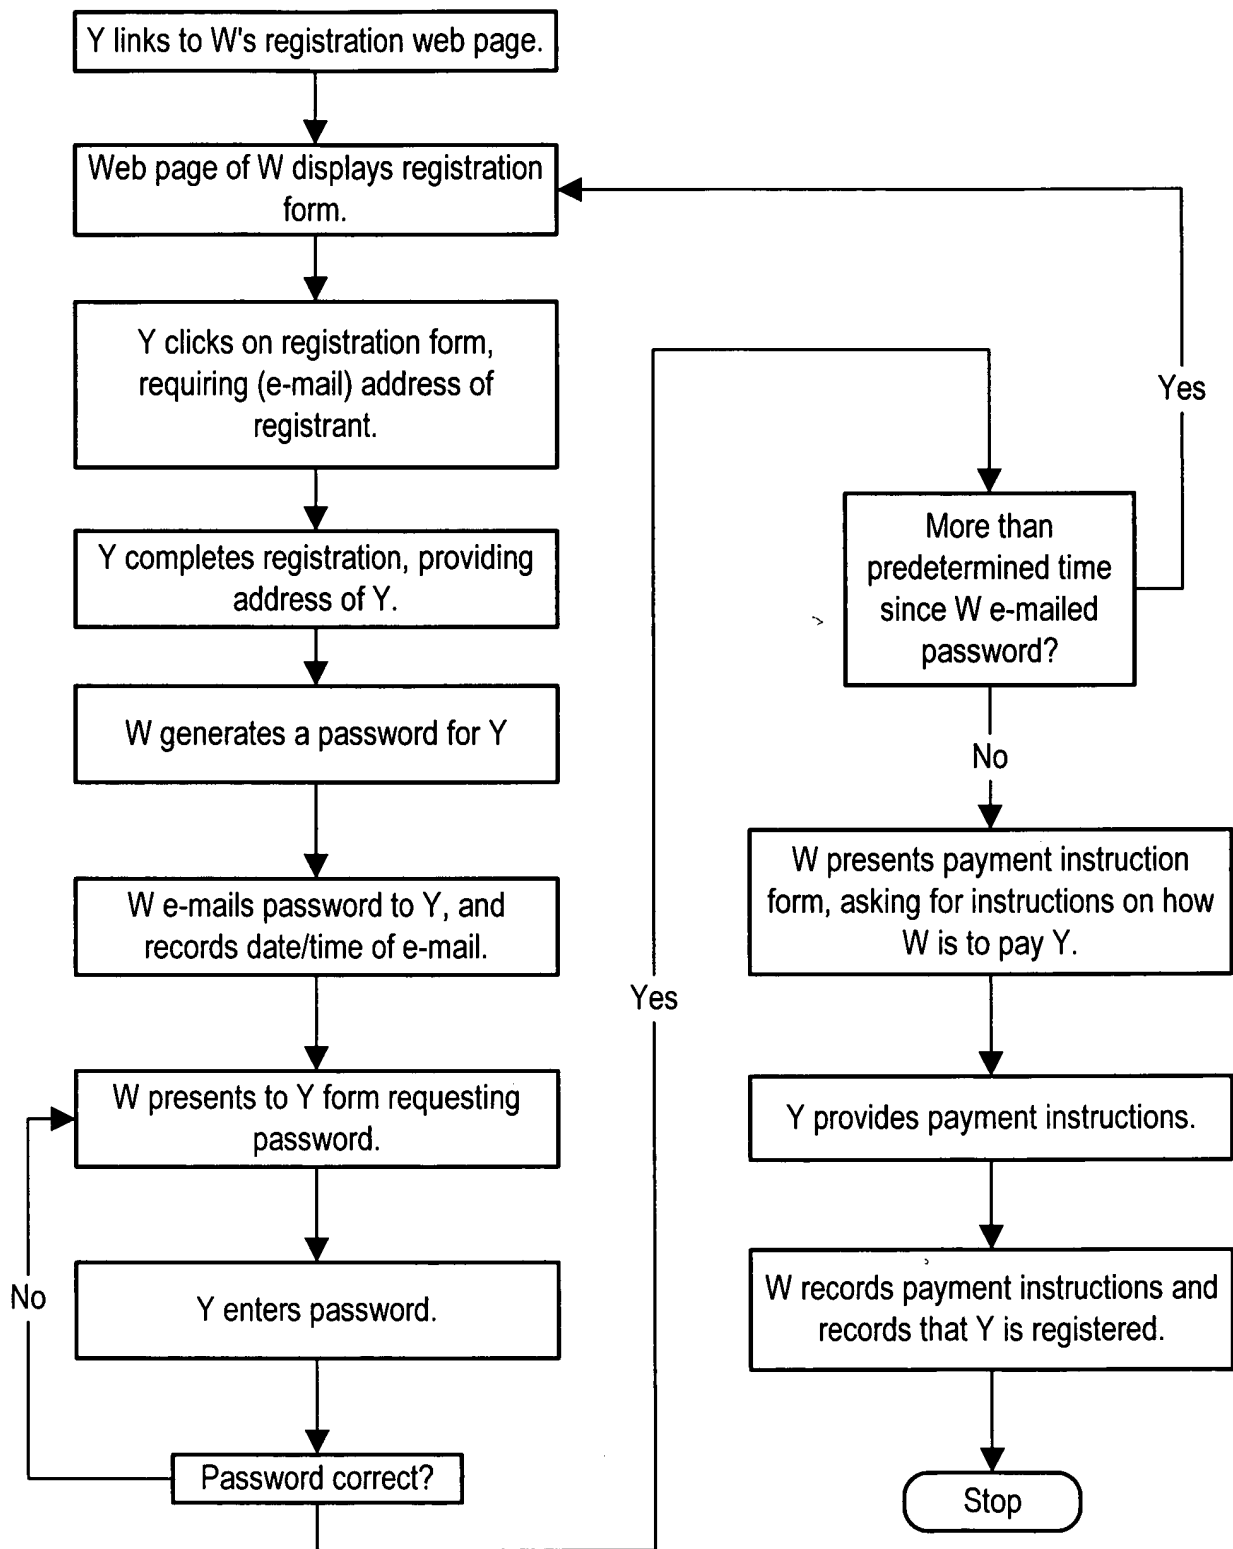 Y links to W's registration web page.
Web page of W displays registration
form.
Y clicks on registration form,
requiring (e-mail) address of
registrant.
Y completes registration, providing
address of Y.
W generates a password for Y
W e-mails password to Y, and
records date/time of e-mail.
W presents to Y form requesting
password.
No
Y enters password.
Password correct?
Yes
More than
predetermined time
since W e-mailed
password?
Yes
No
W presents payment instruction
form, asking for instructions on how
W is to pay Y.
Y provides payment instructions.
W records payment instructions and
records that Y is registered.
Stop